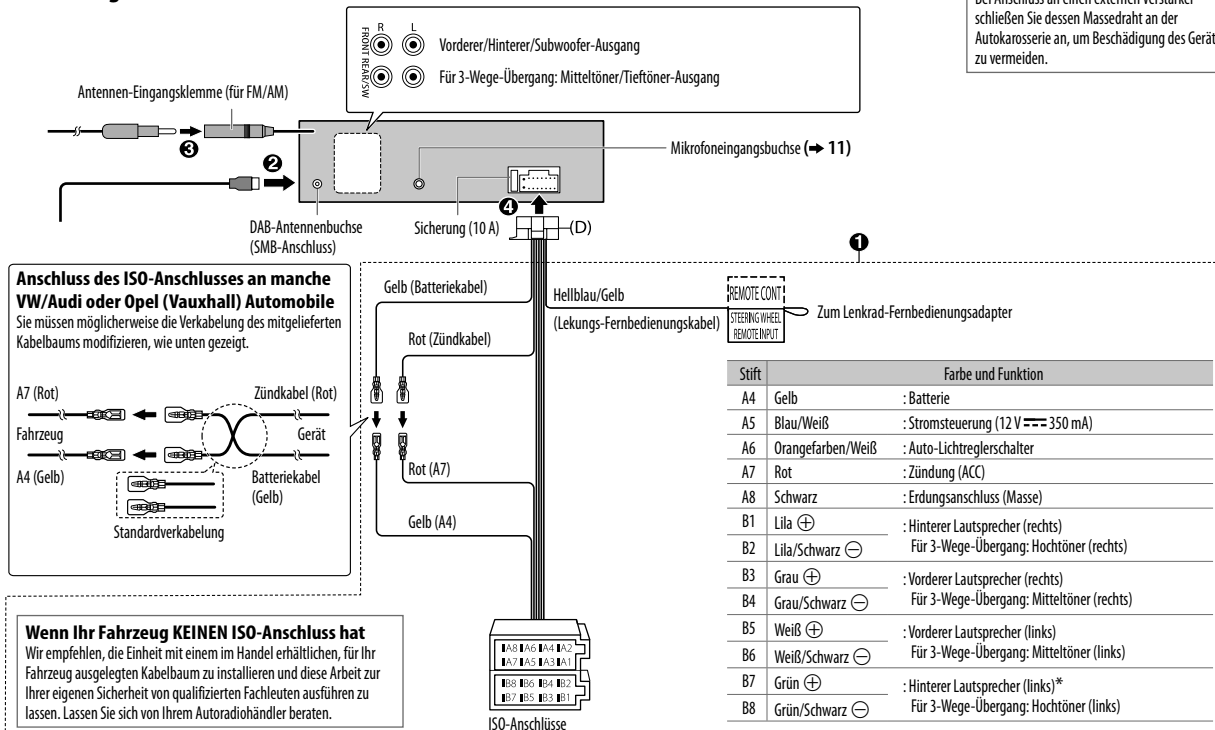 Bei Anschluss an einen externen Verstärker
schließen Sie dessen Massedraht an der
Autokarosserie an, um Beschädigung des Gerät
zu vermeiden.
R L
FRONT REAR/SW
Vorderer/Hinterer/Subwoofer-Ausgang
Für 3-Wege-Übergang: Mitteltöner/Tieftöner-Ausgang
Antennen-Eingangsklemme (für FM/AM)
3
2
Mikrofoneingangsbuchse (➜ 11)
DAB-Antennenbuchse
(SMB-Anschluss)
Sicherung (10 A)
4
(D)
1
Anschluss des ISO-Anschlusses an manche
VW/Audi oder Opel (Vauxhall) Automobile
Sie müssen möglicherweise die Verkabelung des mitgelieferten
Kabelbaums modifizieren, wie unten gezeigt.
A7 (Rot)
Zündkabel (Rot)
Fahrzeug
Gerät
A4 (Gelb)
Batteriekabel
(Gelb)
Standardverkabelung
Gelb (Batteriekabel)
Rot (Zündkabel)
Rot (A7)
Gelb (A4)
Hellblau/Gelb
(Lekungs-Fernbedienungskabel)
REMOTE CONT
STEERING WHEEL
REMOTE INPUT
Zum Lenkrad-Fernbedienungsadapter
Stift Farbe und Funktion
A4 Gelb : Batterie
A5 Blau/Weiß : Stromsteuerung (12 V ⎓ 350 mA)
A6 Orangefarben/Weiß : Auto-Lichtreglerschalter
A7 Rot : Zündung (ACC)
A8 Schwarz : Erdungsanschluss (Masse)
B1 Lila ⊕ : Hinterer Lautsprecher (rechts)
B2 Lila/Schwarz ⊖ Für 3-Wege-Übergang: Hochtöner (rechts)
B3 Grau ⊕ : Vorderer Lautsprecher (rechts)
B4 Grau/Schwarz ⊖ Für 3-Wege-Übergang: Mitteltöner (rechts)
B5 Weiß ⊕ : Vorderer Lautsprecher (links)
B6 Weiß/Schwarz ⊖ Für 3-Wege-Übergang: Mitteltöner (links)
B7 Grün ⊕ : Hinterer Lautsprecher (links)*
B8 Grün/Schwarz ⊖ Für 3-Wege-Übergang: Hochtöner (links)
Wenn Ihr Fahrzeug KEINEN ISO-Anschluss hat
Wir empfehlen, die Einheit mit einem im Handel erhältlichen, für Ihr
Fahrzeug ausgelegten Kabelbaum zu installieren und diese Arbeit zur
Ihrer eigenen Sicherheit von qualifizierten Fachleuten ausführen zu
lassen. Lassen Sie sich von Ihrem Autoradiohändler beraten.
A8 A6 A4 A2
A7 A5 A3 A1
B8 B6 B4 B2
B7 B5 B3 B1
ISO-Anschlüsse